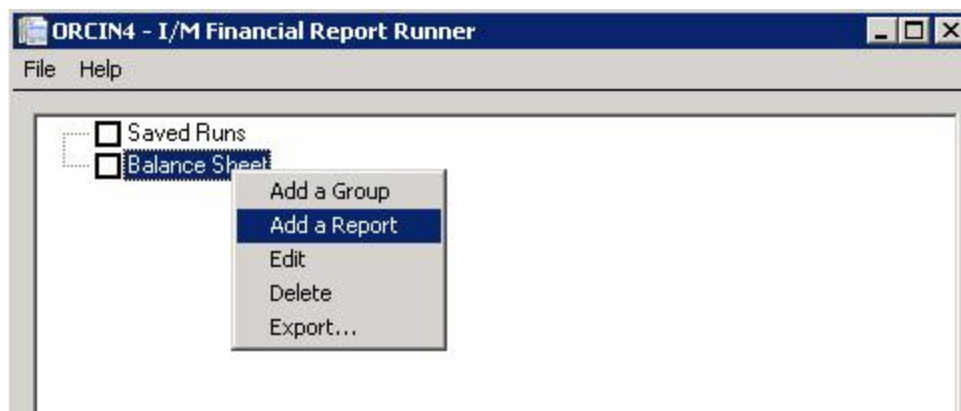 ORCIN4 - I/M Financial Report Runner
File Help
Saved Runs
Balance Sheet
Add a Group
Add a Report
Edit
Delete
Export...